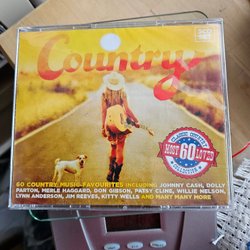 Country
CLASSIC COUNTRY
MOST 60 LOVED
COLLECTION
60 COUNTRY MUSIC FAVOURITES INCLUDING JOHNNY CASH, DOLLY
PARTON, MERLE HAGGARD, DON GIBSON, PATSY CLINE, WILLIE NELSON,
LYNN ANDERSON, JIM REEVES, KITTY WELLS AND MANY MANY MORE